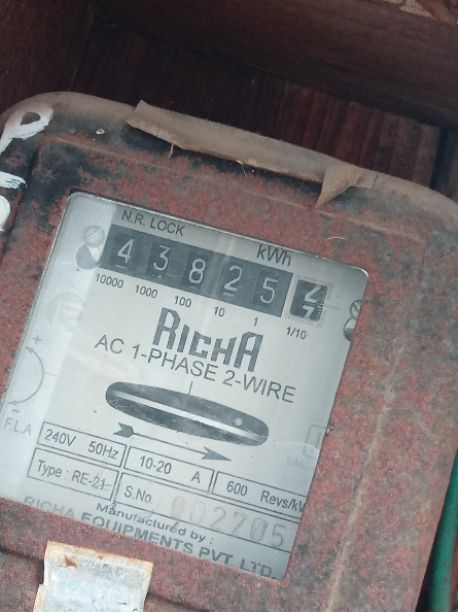 N.R. LOCK
kWh
4 3 8 2 5
10000 1000 100 10 1 1/10
RICHA
AC 1-PHASE 2-WIRE
F.L.A
240V 50Hz 10-20 A 600 Revs/k
Type : RE-21 S.No. 002705
Manufactured by :
RICHA EQUIPMENTS PVT. LTD